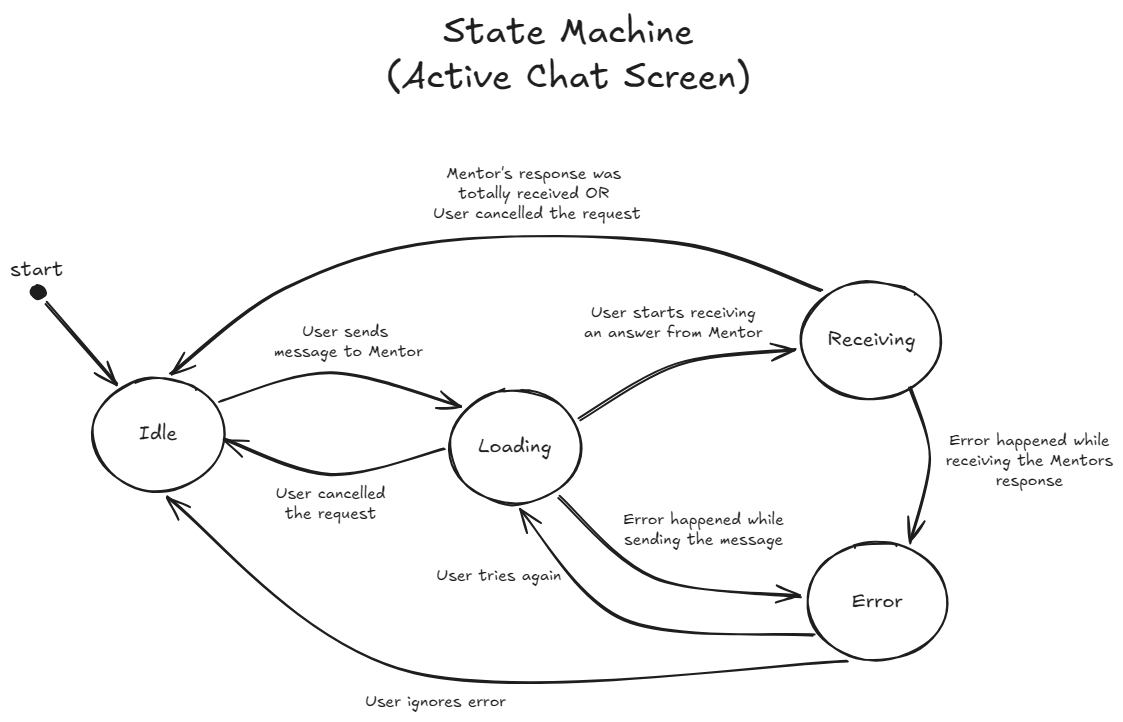 State Machine
(Active Chat Screen)
Mentor's response was
totally received OR
User cancelled the request
start
User sends
message to Mentor
User starts receiving
an answer from Mentor
Receiving
Idle
Loading
User cancelled
the request
Error happened while
receiving the Mentors
response
Error happened while
sending the message
User tries again
Error
User ignores error